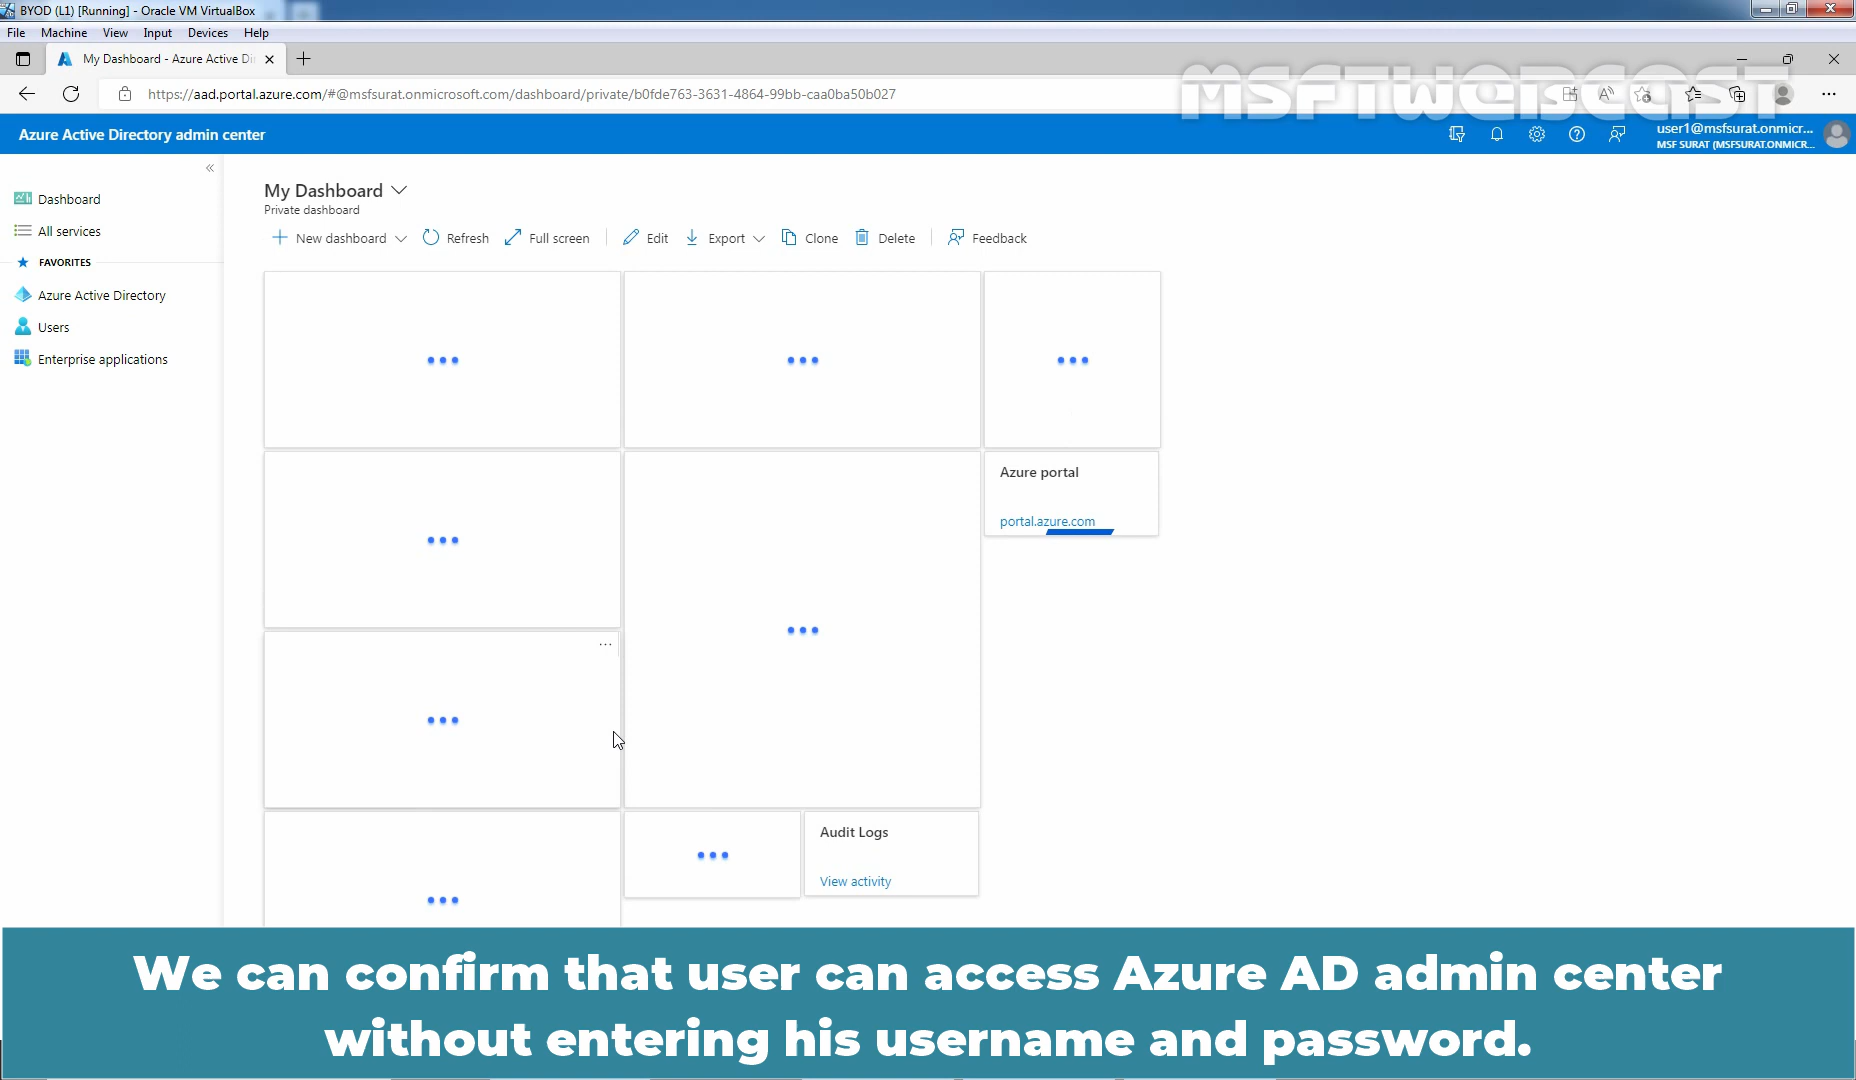 BYOD (L1) [Running] - Oracle VM VirtualBox
File Machine View Input Devices Help
My Dashboard - Azure Active Di
https://aad.portal.azure.com/#@msfsurat.onmicrosoft.com/dashboard/private/b0fde763-3631-4864-99bb-caa0ba50b027
MSFTWEBCAST
Azure Active Directory admin center
user1@msfsurat.onmicr...
MSF SURAT (MSFSURAT.ONMICR...
Dashboard
All services
FAVORITES
Azure Active Directory
Users
Enterprise applications
My Dashboard
Private dashboard
New dashboard Refresh Full screen Edit Export Clone Delete Feedback
Azure portal
portal.azure.com
Audit Logs
View activity
We can confirm that user can access Azure AD admin center
without entering his username and password.